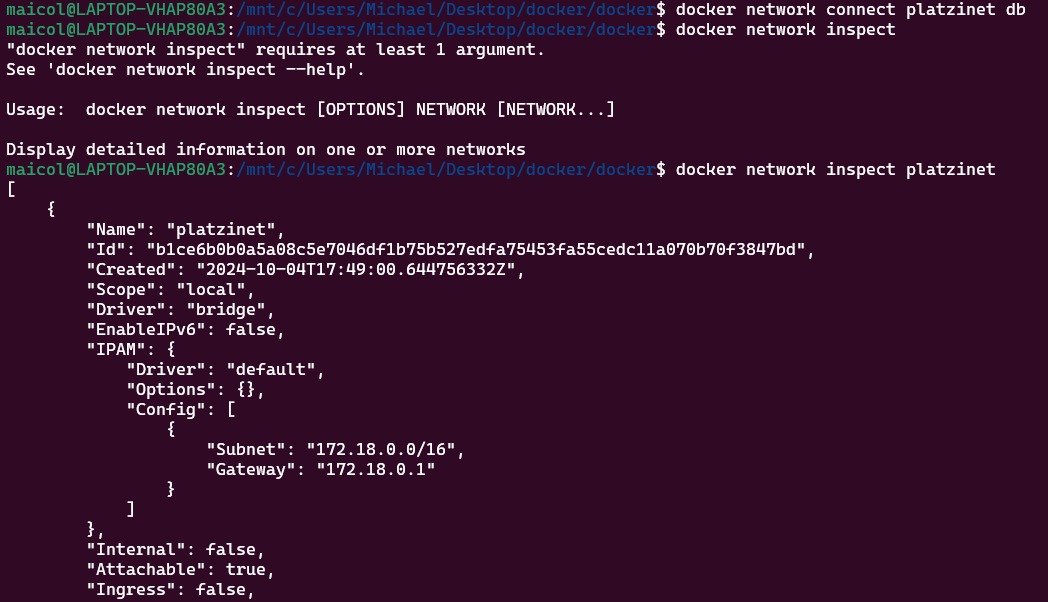 maicol@LAPTOP-VHAP80A3:/mnt/c/Users/Michael/Desktop/docker/docker$ docker network connect platzinet db
maicol@LAPTOP-VHAP80A3:/mnt/c/Users/Michael/Desktop/docker/docker$ docker network inspect
"docker network inspect" requires at least 1 argument.
See 'docker network inspect --help'.

Usage:  docker network inspect [OPTIONS] NETWORK [NETWORK...]

Display detailed information on one or more networks
maicol@LAPTOP-VHAP80A3:/mnt/c/Users/Michael/Desktop/docker/docker$ docker network inspect platzinet
[
    {
        "Name": "platzinet",
        "Id": "b1ce6b0b0a5a08c5e7046df1b75b527edfa75453fa55cedc11a070b70f3847bd",
        "Created": "2024-10-04T17:49:00.644756332Z",
        "Scope": "local",
        "Driver": "bridge",
        "EnableIPv6": false,
        "IPAM": {
            "Driver": "default",
            "Options": {},
            "Config": [
                {
                    "Subnet": "172.18.0.0/16",
                    "Gateway": "172.18.0.1"
                }
            ]
        },
        "Internal": false,
        "Attachable": true,
        "Ingress": false,